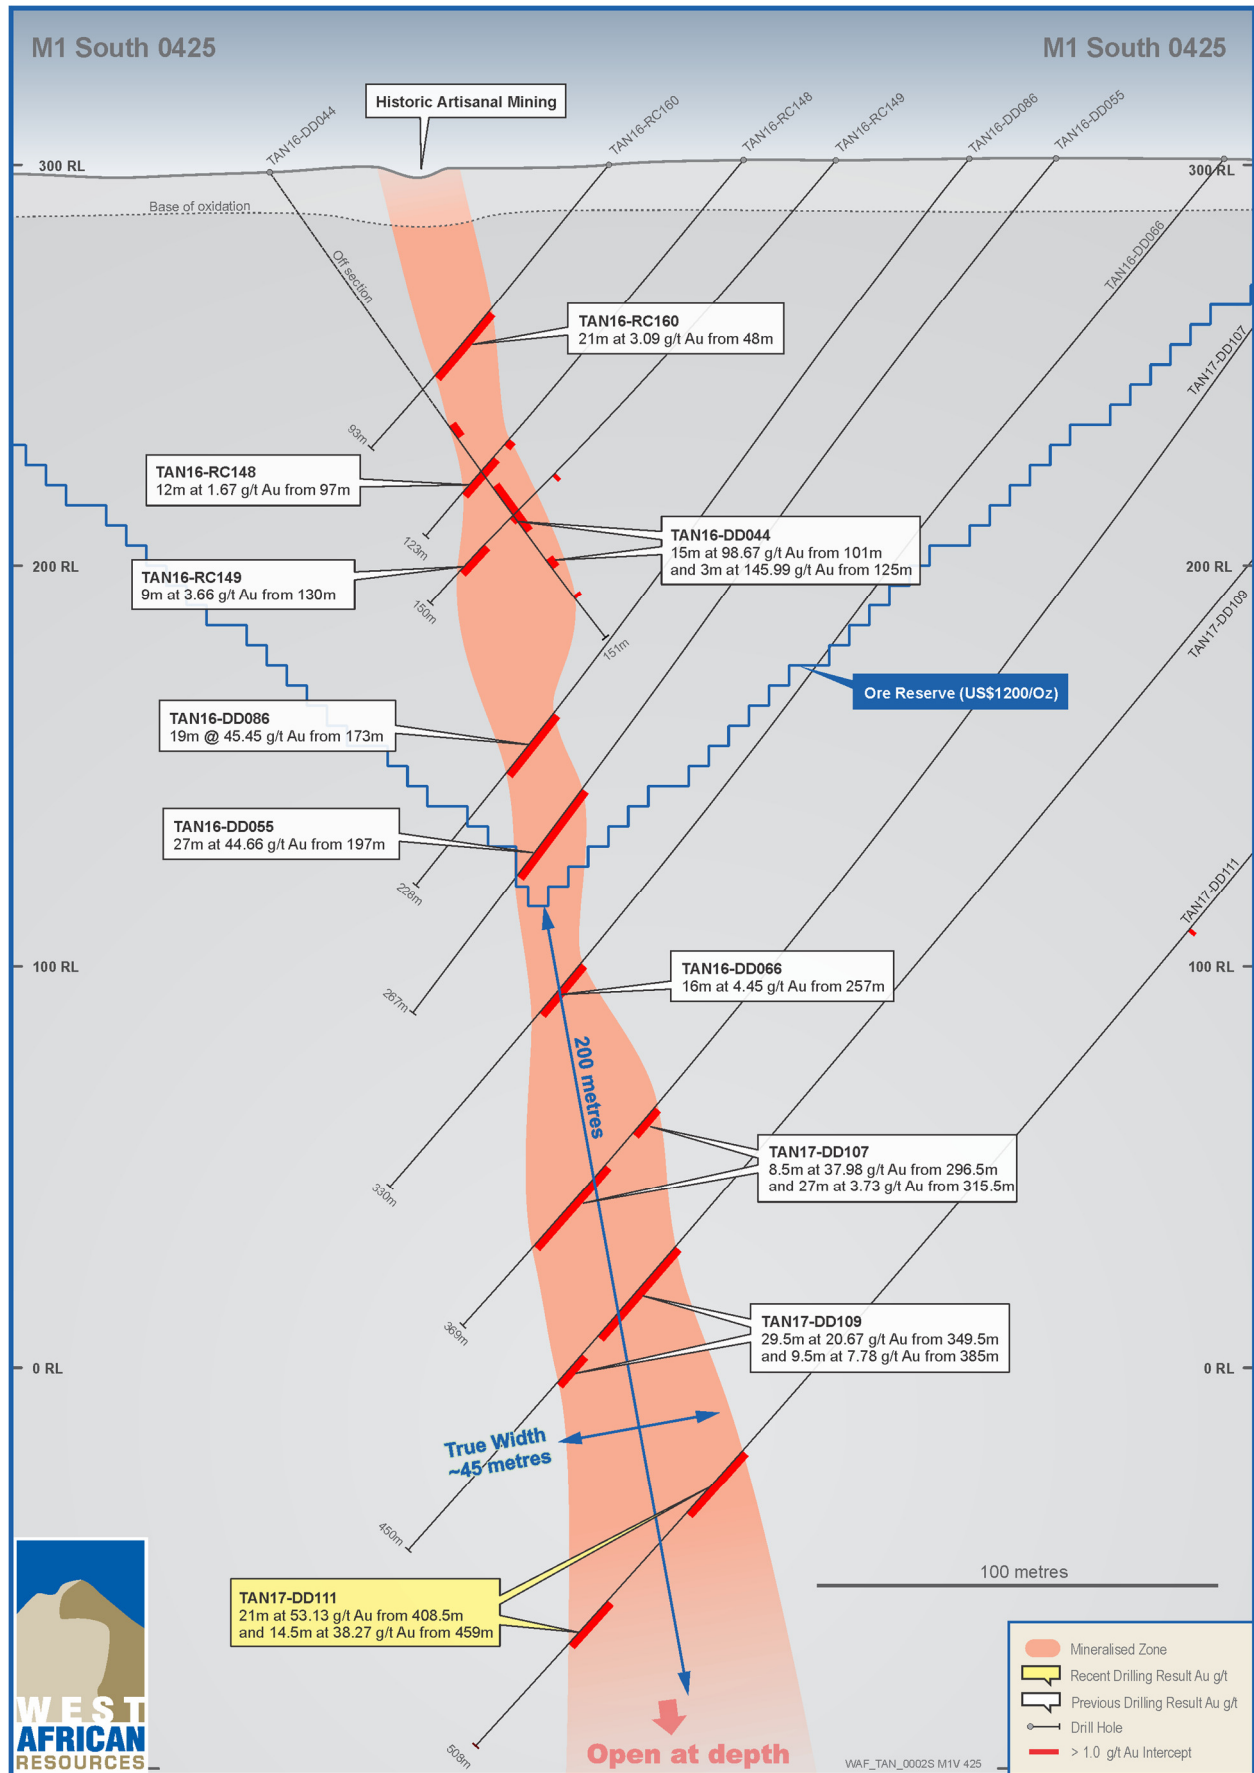 M1 South 0425
M1 South 0425
Historic Artisanal Mining
TAN16-DD044
TAN16-RC160
TAN16-RC148
TAN16-RC149
TAN16-DD086
TAN16-DD055
300 RL
300 RL
Base of oxidation
Off section
TAN16-DD066
TAN17-DD107
TAN16-RC160
21m at 3.09 g/t Au from 48m
93m
TAN16-RC148
12m at 1.67 g/t Au from 97m
123m
TAN16-DD044
15m at 98.67 g/t Au from 101m
and 3m at 145.99 g/t Au from 125m
200 RL
200 RL
TAN16-RC149
9m at 3.66 g/t Au from 130m
150m
151m
TAN17-DD109
Ore Reserve (US$1200/Oz)
TAN16-DD086
19m @ 45.45 g/t Au from 173m
TAN16-DD055
27m at 44.66 g/t Au from 197m
228m
TAN17-DD111
100 RL
100 RL
TAN16-DD066
16m at 4.45 g/t Au from 257m
267m
200 metres
TAN17-DD107
8.5m at 37.98 g/t Au from 296.5m
and 27m at 3.73 g/t Au from 315.5m
330m
369m
TAN17-DD109
29.5m at 20.67 g/t Au from 349.5m
and 9.5m at 7.78 g/t Au from 385m
0 RL
0 RL
True Width
~45 metres
450m
100 metres
TAN17-DD111
21m at 53.13 g/t Au from 408.5m
and 14.5m at 38.27 g/t Au from 459m
508m
Open at depth
WAF_TAN_0002S M1V 425
Mineralised Zone
Recent Drilling Result Au g/t
Previous Drilling Result Au g/t
Drill Hole
> 1.0 g/t Au Intercept
WEST
AFRICAN
RESOURCES